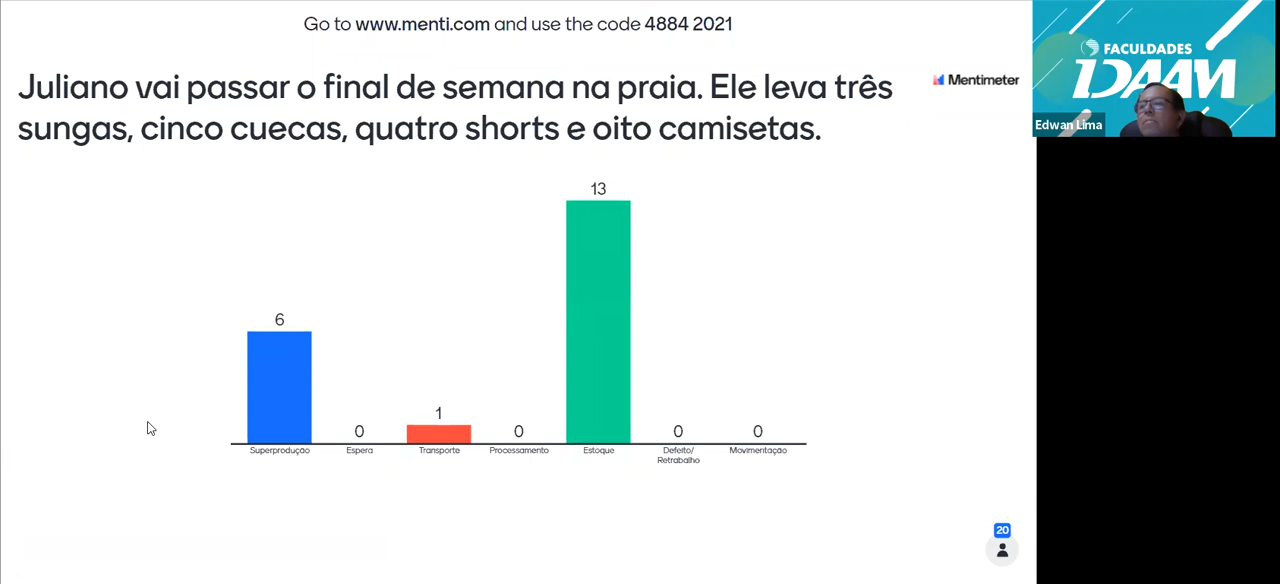 Go to www.menti.com and use the code 4884 2021
Juliano vai passar o final de semana na praia. Ele leva três
sungas, cinco cuecas, quatro shorts e oito camisetas.
Mentimeter
FACULDADES
IDAAM
Edwan Lima
13
6
1
0
0
0
0
Superprodução
Espera
Transporte
Processamento
Estoque
Defeito/
Retrabalho
Movimentação
20